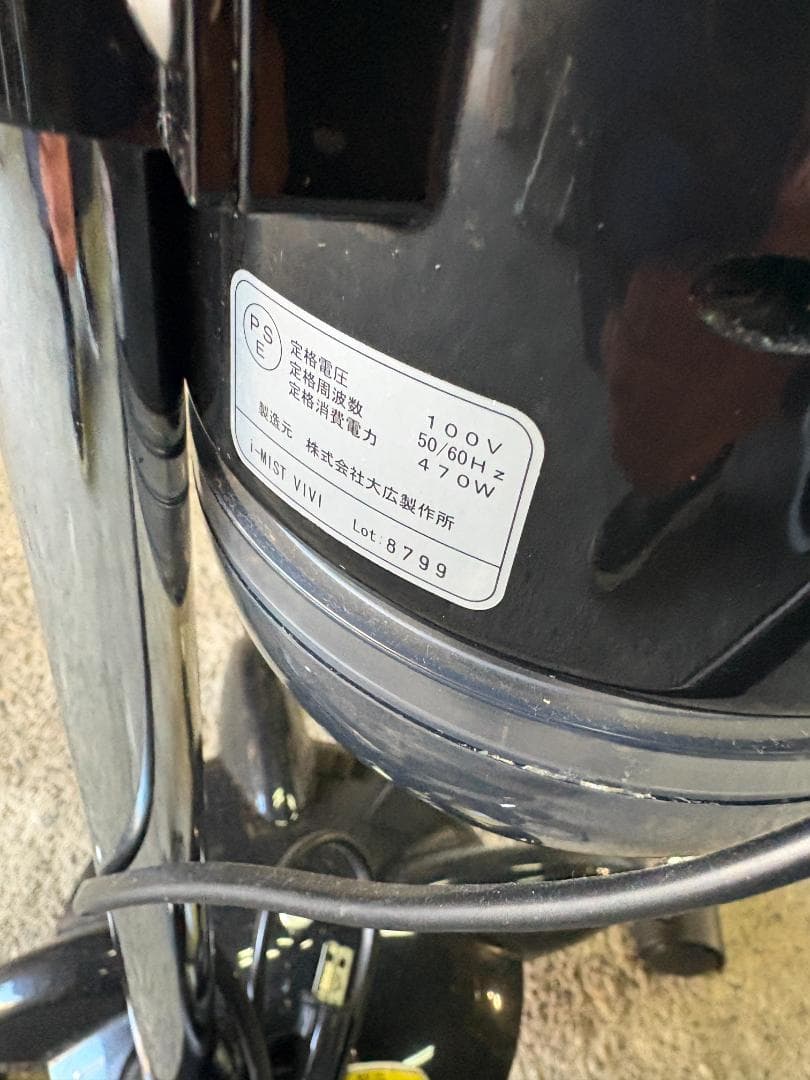 PS
E
定格電圧 100V
定格周波数 50/60Hz
定格消費電力 470W
製造元 株式会社大広製作所
i-MIST VIVI Lot:8799